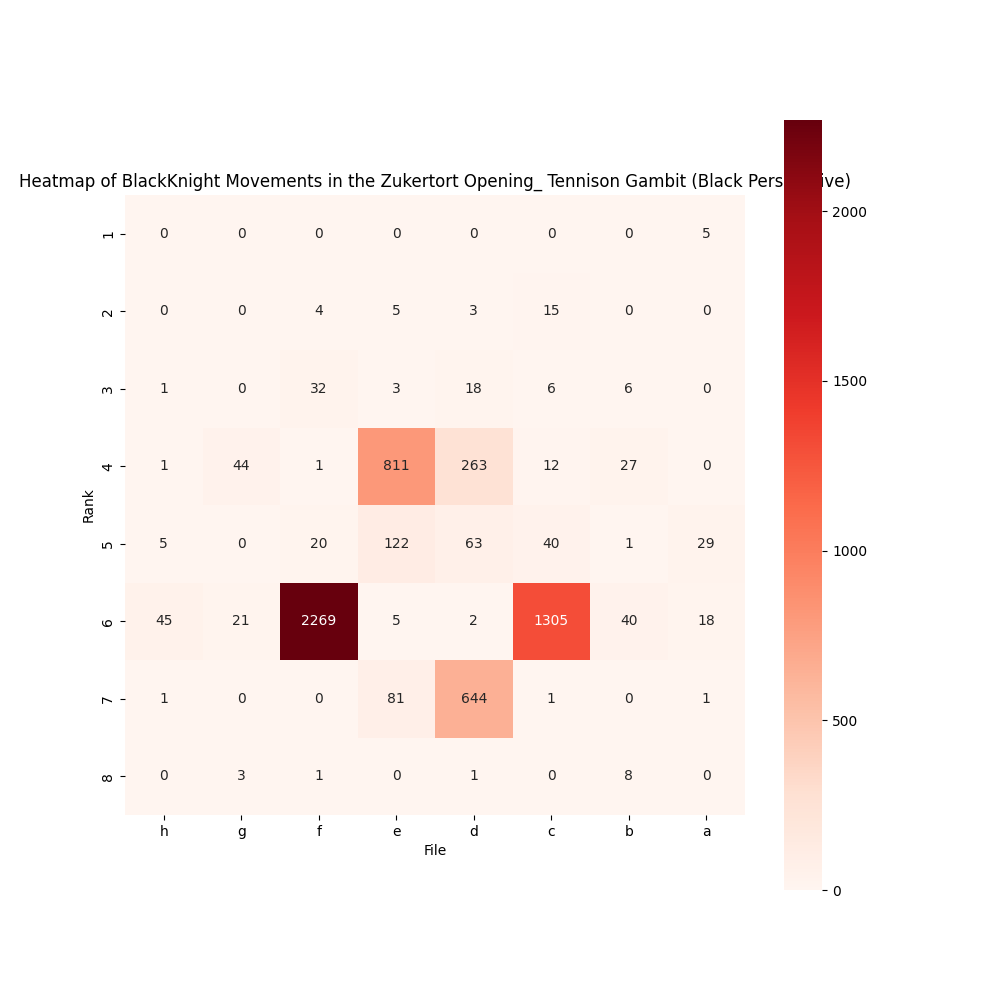 Heatmap of BlackKnight Movements in the Zukertort Opening_ Tennison Gambit (Black Pers ive)
1 0 0 0 0 0 0 0 5
2 0 0 4 5 3 15 0 0
3 1 0 32 3 18 6 6 0
4 1 44 1 811 263 12 27 0
Rank
5 5 0 20 122 63 40 1 29
6 45 21 2269 5 2 1305 40 18
7 1 0 0 81 644 1 0 1
8 0 3 1 0 1 0 8 0
h g f e d c b a
File
2000
1500
1000
500
0